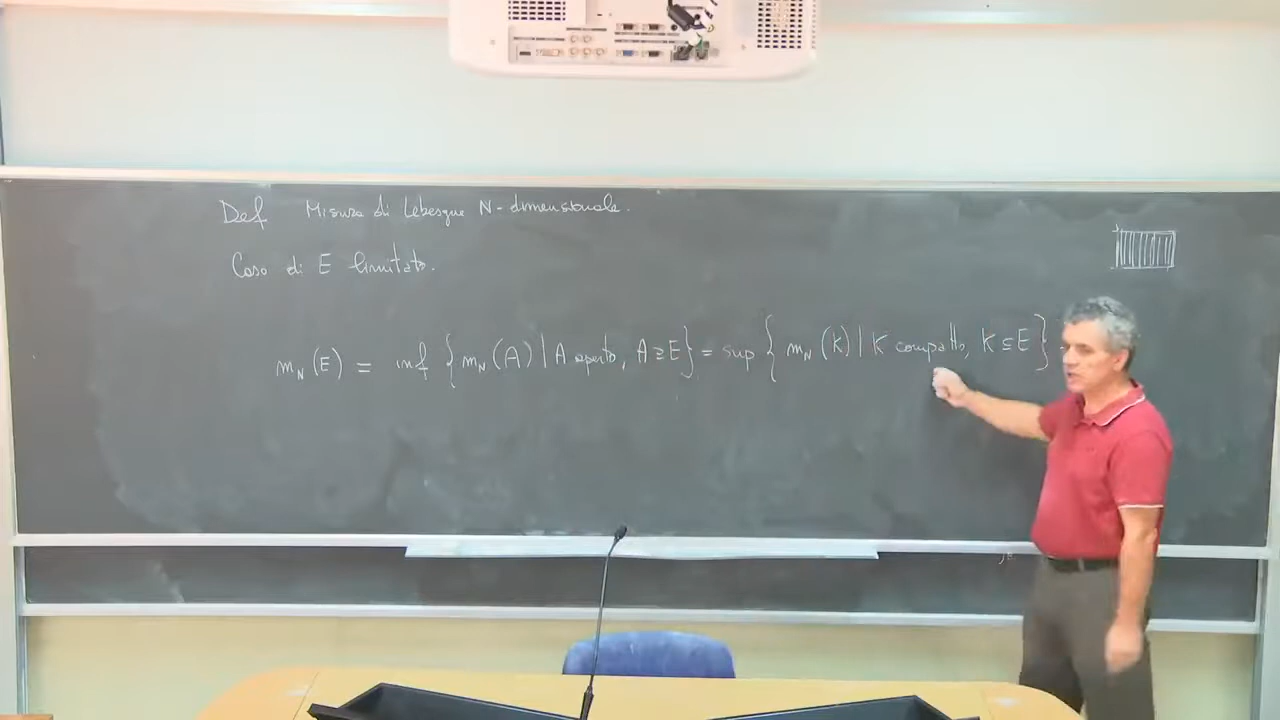 Def Misura di Lebesgue N-dimensionale.
Caso di E limitato.
m_N(E) = inf { m_N(A) | A aperto, A ⊇ E } = sup { m_N(K) | K compatto, K ⊆ E }